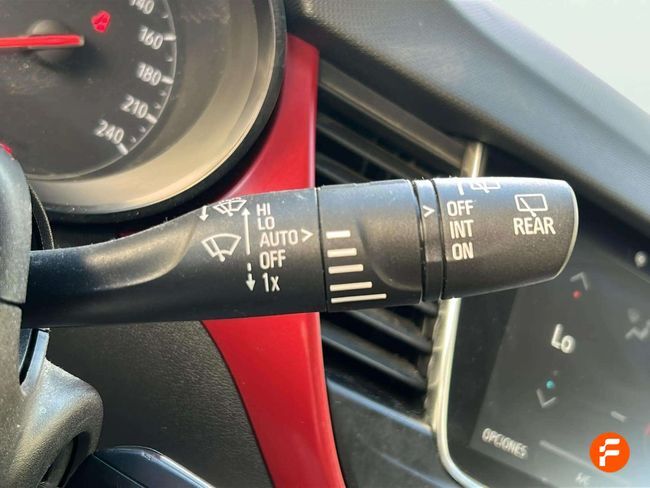 140
160
180
210
240
HI
LO
AUTO >
OFF
1x
> OFF
INT
ON
REAR
Lo
OPCIONES